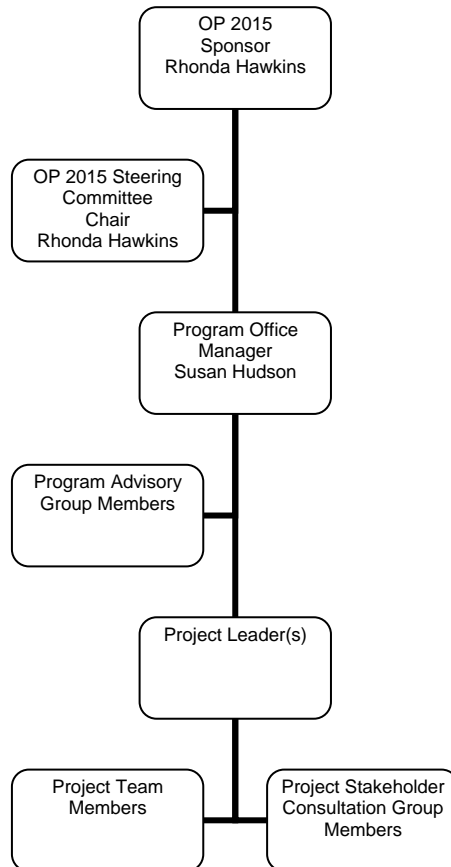 OP 2015
Sponsor
Rhonda Hawkins
OP 2015 Steering
Committee
Chair
Rhonda Hawkins
Program Office
Manager
Susan Hudson
Program Advisory
Group Members
Project Leader(s)
Project Team
Members
Project Stakeholder
Consultation Group
Members